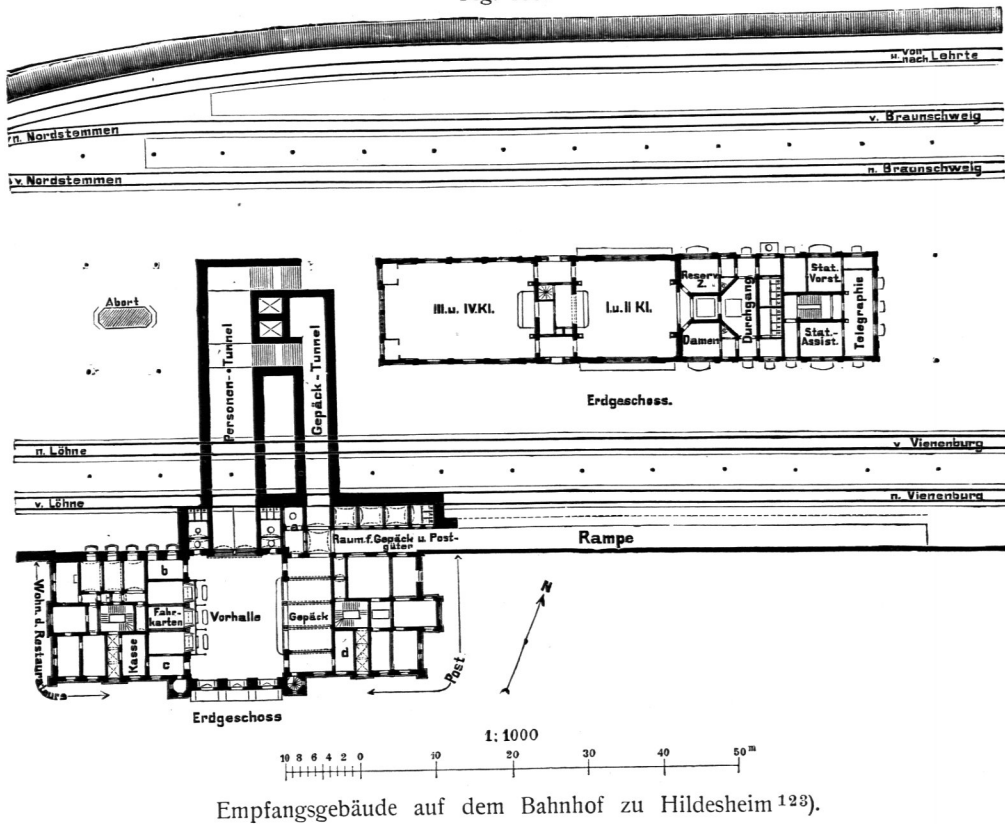 u. von
nach Lehrte
n. Nordstemmen
v. Braunschweig
v. Nordstemmen
n. Braunschweig
Abort
Personen-Tunnel
Gepäck-Tunnel
III.u. IV.Kl.
I.u.II Kl.
Reserv.
Z.
Damen
Durchgang
Stat.
Vorst.
Stat.-
Assist.
Telegraphie
Erdgeschoss.
n. Löhne
v Vienenburg
v. Löhne
n. Vienenburg
a
Raum f. Gepäck u. Post-
güter
Rampe
Wohn. d. Restaurateurs
b
Fahr-
karten
Kasse
c
Vorhalle
Gepäck
d
Post
N
Erdgeschoss
1:1000
10 8 6 4 2 0 10 20 30 40 50 m
Empfangsgebäude auf dem Bahnhof zu Hildesheim 123).